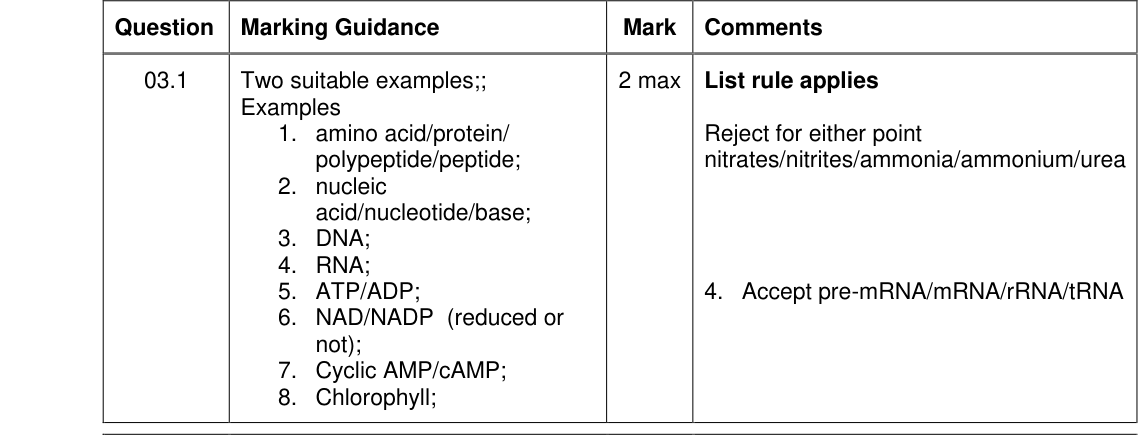 Question Marking Guidance Mark Comments
03.1 Two suitable examples;; 2 max List rule applies
Examples
1. amino acid/protein/ Reject for either point
polypeptide/peptide; nitrates/nitrites/ammonia/ammonium/urea
2. nucleic
acid/nucleotide/base;
3. DNA;
4. RNA;
5. ATP/ADP; 4. Accept pre-mRNA/mRNA/rRNA/tRNA
6. NAD/NADP (reduced or
not);
7. Cyclic AMP/cAMP;
8. Chlorophyll;